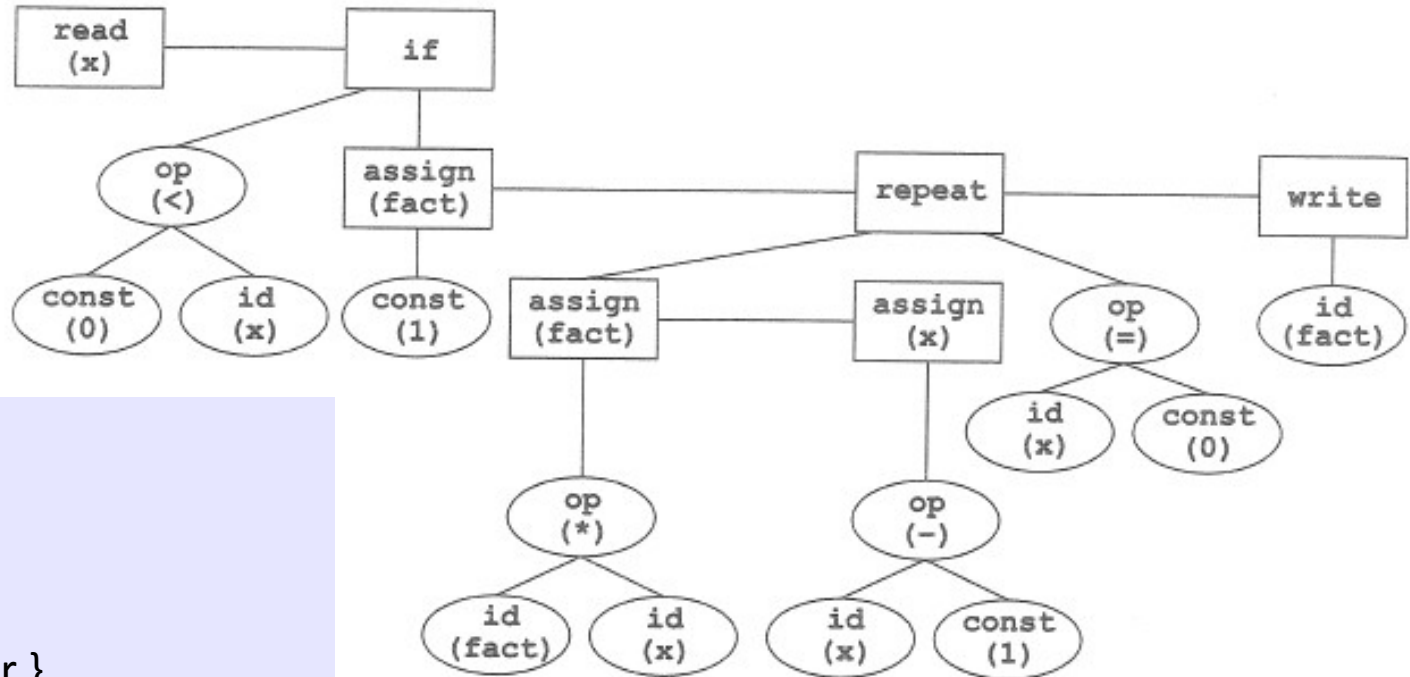 read
(x)
if
op
(<)
assign
(fact)
repeat
write
const
(0)
id
(x)
const
(1)
assign
(fact)
assign
(x)
op
(=)
id
(fact)
id
(x)
const
(0)
op
(*)
op
(-)
id
(fact)
id
(x)
id
(x)
const
(1)
r }